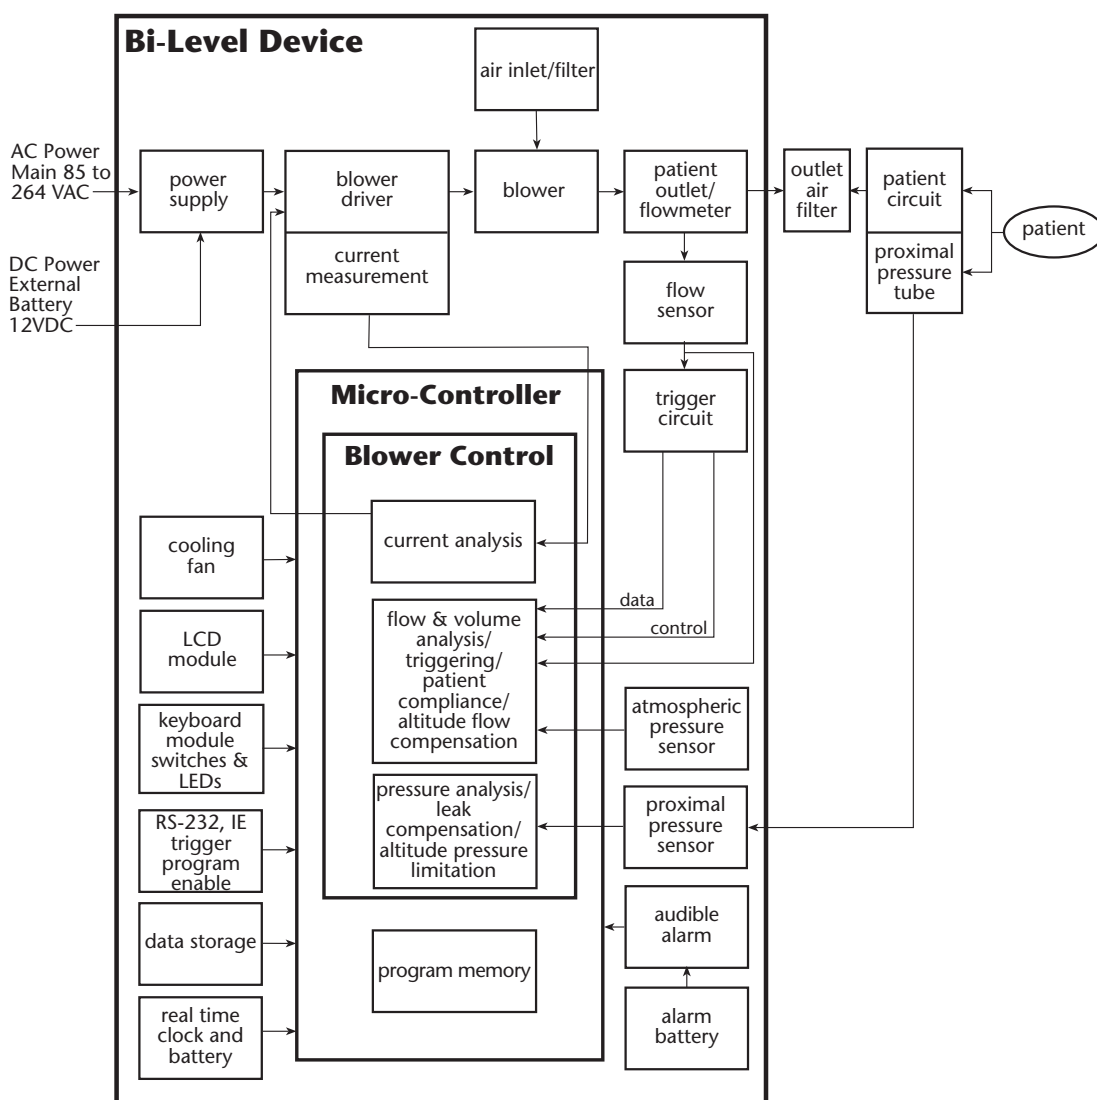 Bi-Level Device
air inlet/filter
AC Power
Main 85 to
264 VAC
power
supply
blower
driver
blower
patient
outlet/
flowmeter
outlet
air
filter
patient
circuit
patient
DC Power
External
Battery
12VDC
current
measurement
flow
sensor
proximal
pressure
tube
Micro-Controller
trigger
circuit
Blower Control
current analysis
cooling
fan
data
control
flow & volume
analysis/
triggering/
patient
compliance/
altitude flow
compensation
LCD
module
atmospheric
pressure
sensor
keyboard
module
switches &
LEDs
pressure analysis/
leak
compensation/
altitude pressure
limitation
proximal
pressure
sensor
RS-232, IE
trigger
program
enable
audible
alarm
data storage
program memory
real time
clock and
battery
alarm
battery